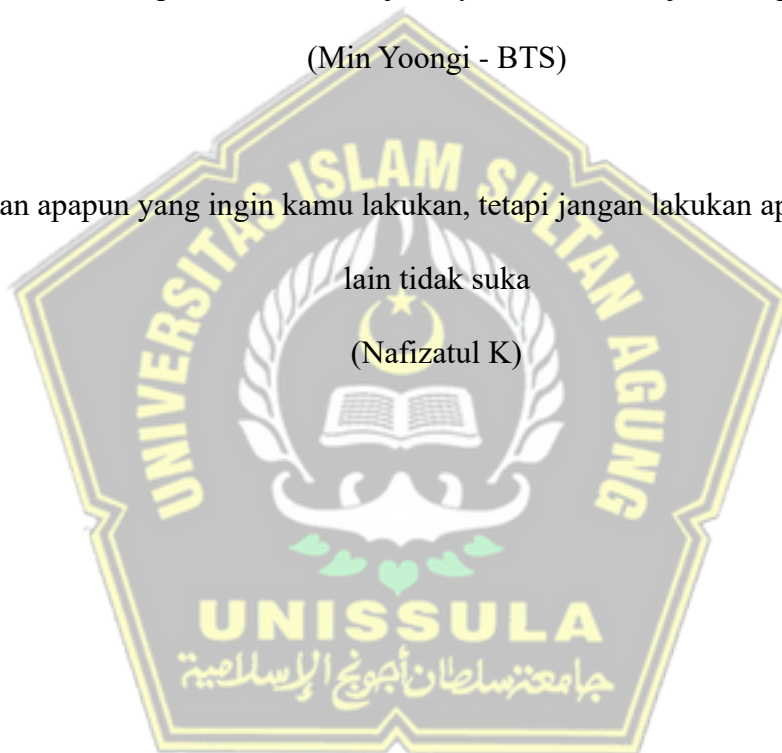 (Min Yoongi - BTS)
an apapun yang ingin kamu lakukan, tetapi jangan lakukan ap
lain tidak suka
(Nafizatul K)
UNIVERSITAS ISLAM SULTAN AGUNG
UNISSULA
جامعة سلطان أجونج الإسلامية